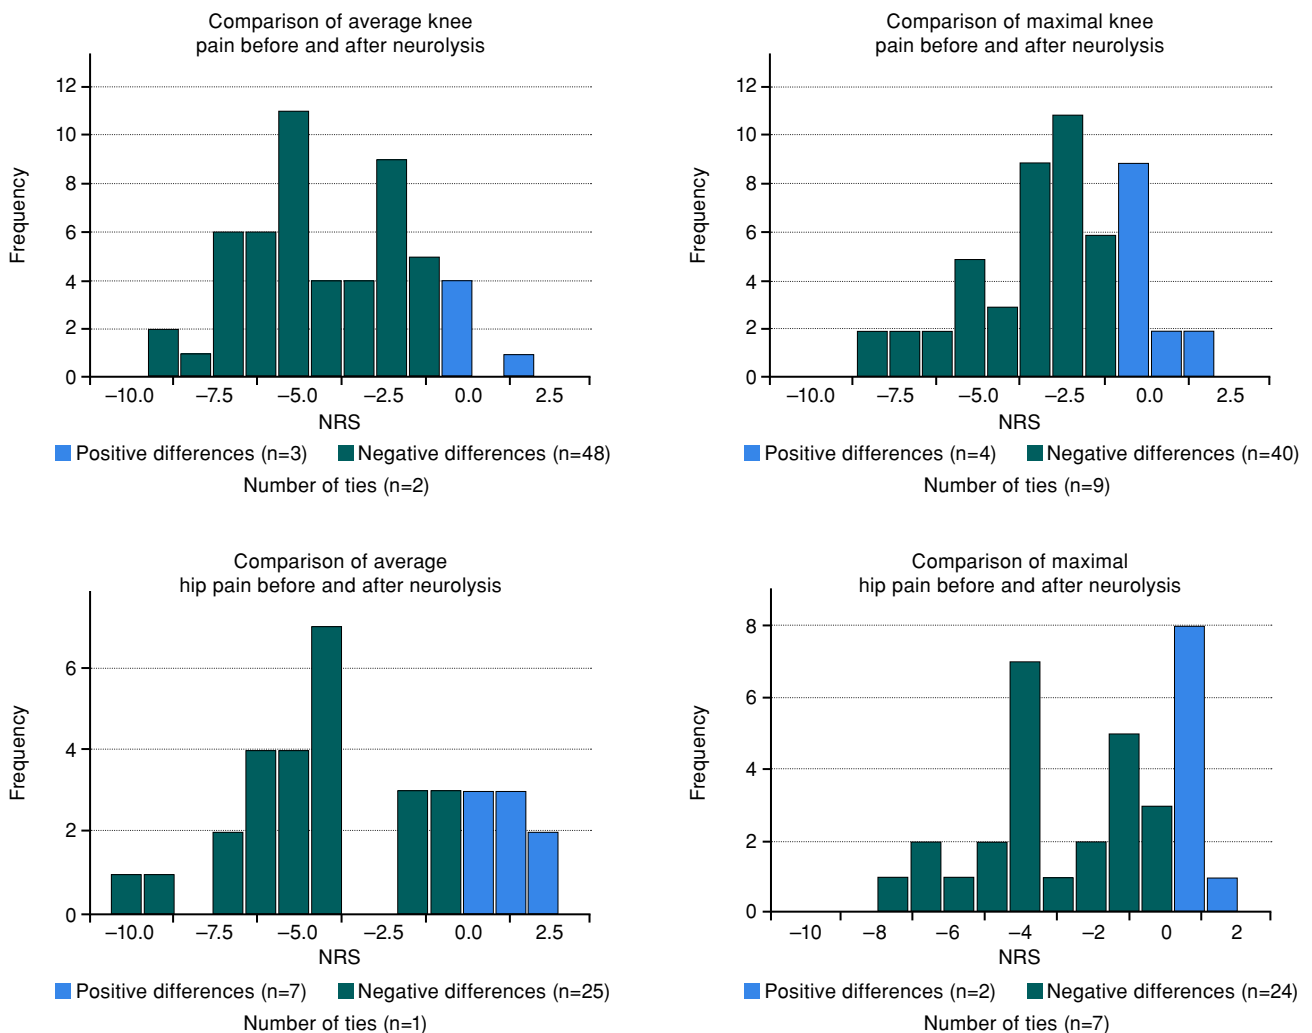 Comparison of average knee
pain before and after neurolysis
12
10
8
6
4
2
0
Frequency
–10.0 –7.5 –5.0 –2.5 0.0 2.5
NRS
Positive differences (n=3) Negative differences (n=48)
Number of ties (n=2)
Comparison of maximal knee
pain before and after neurolysis
12
10
8
6
4
2
0
Frequency
–10.0 –7.5 –5.0 –2.5 0.0 2.5
NRS
Positive differences (n=4) Negative differences (n=40)
Number of ties (n=9)
Comparison of average
hip pain before and after neurolysis
6
4
2
0
Frequency
–10.0 –7.5 –5.0 –2.5 0.0 2.5
NRS
Positive differences (n=7) Negative differences (n=25)
Number of ties (n=1)
Comparison of maximal
hip pain before and after neurolysis
8
6
4
2
0
Frequency
–10 –8 –6 –4 –2 0 2
NRS
Positive differences (n=2) Negative differences (n=24)
Number of ties (n=7)